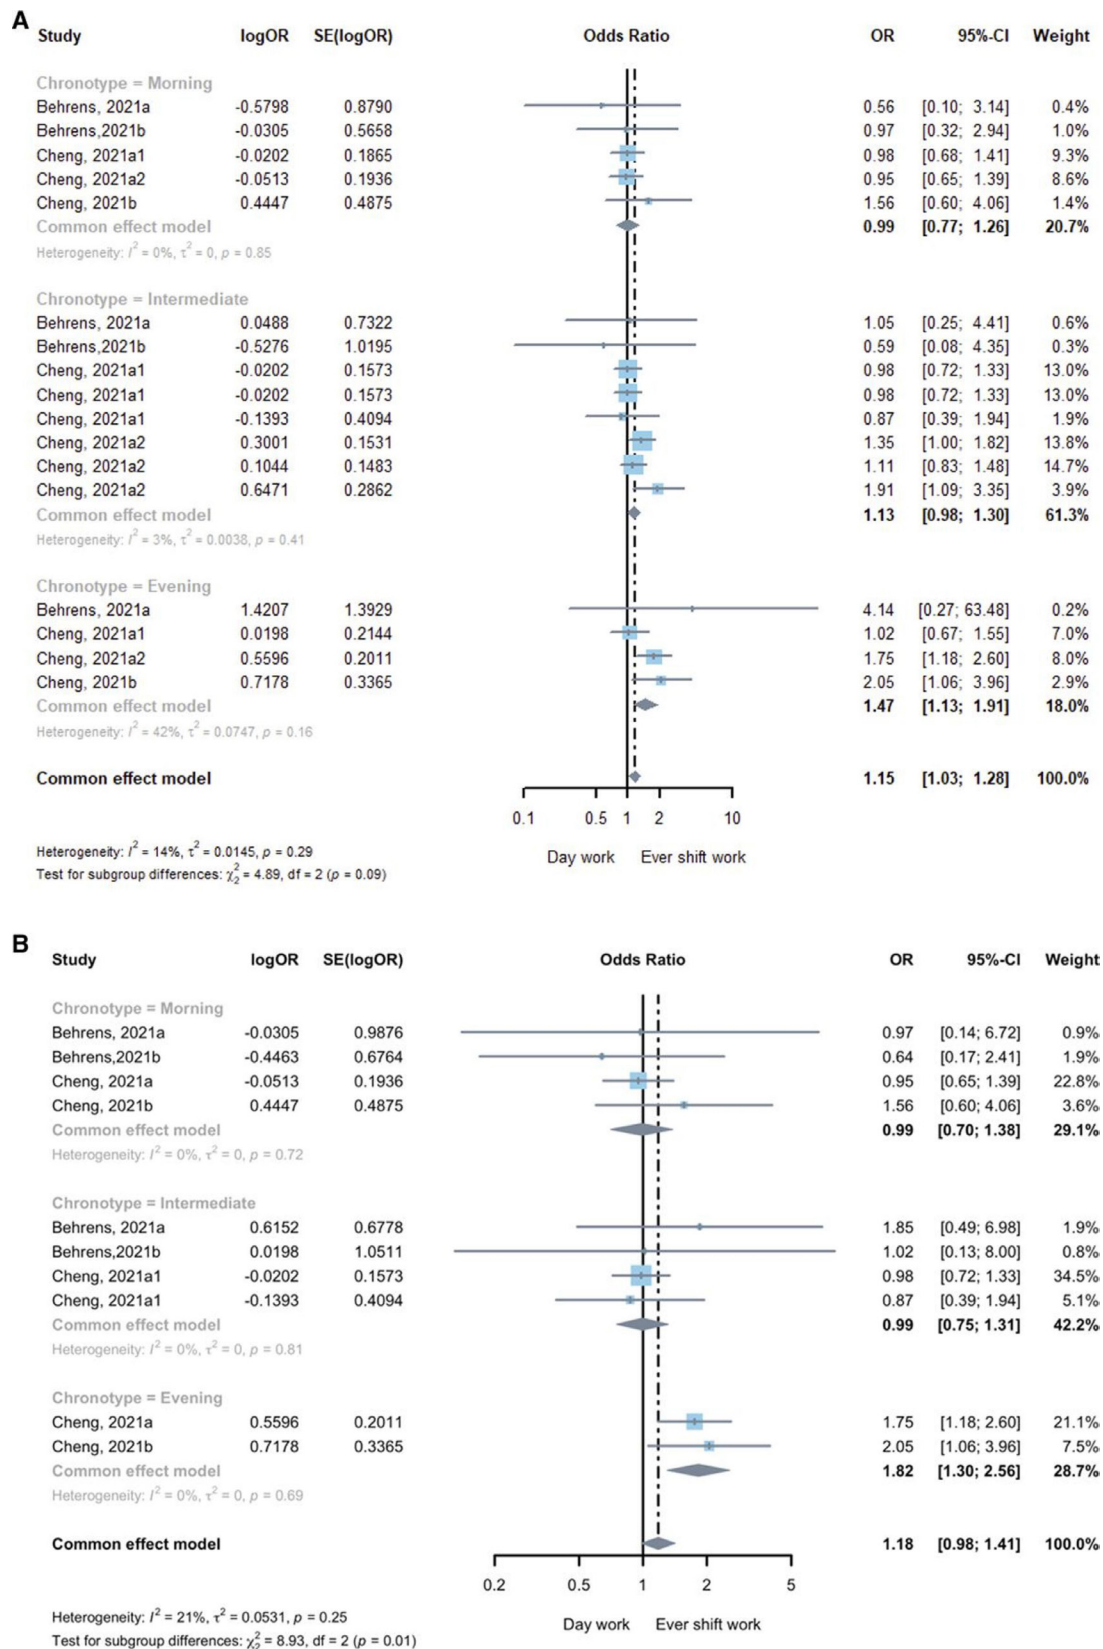 A
Study logOR SE(logOR) Odds Ratio OR 95%-CI Weight
Chronotype = Morning
Behrens, 2021a -0.5798 0.8790 0.56 [0.10; 3.14] 0.4%
Behrens,2021b -0.0305 0.5658 0.97 [0.32; 2.94] 1.0%
Cheng, 2021a1 -0.0202 0.1865 0.98 [0.68; 1.41] 9.3%
Cheng, 2021a2 -0.0513 0.1936 0.95 [0.65; 1.39] 8.6%
Cheng, 2021b 0.4447 0.4875 1.56 [0.60; 4.06] 1.4%
Common effect model 0.99 [0.77; 1.26] 20.7%
Heterogeneity: I² = 0%, τ² = 0, p = 0.85
Chronotype = Intermediate
Behrens, 2021a 0.0488 0.7322 1.05 [0.25; 4.41] 0.6%
Behrens,2021b -0.5276 1.0195 0.59 [0.08; 4.35] 0.3%
Cheng, 2021a1 -0.0202 0.1573 0.98 [0.72; 1.33] 13.0%
Cheng, 2021a1 -0.0202 0.1573 0.98 [0.72; 1.33] 13.0%
Cheng, 2021a1 -0.1393 0.4094 0.87 [0.39; 1.94] 1.9%
Cheng, 2021a2 0.3001 0.1531 1.35 [1.00; 1.82] 13.8%
Cheng, 2021a2 0.1044 0.1483 1.11 [0.83; 1.48] 14.7%
Cheng, 2021a2 0.6471 0.2862 1.91 [1.09; 3.35] 3.9%
Common effect model 1.13 [0.98; 1.30] 61.3%
Heterogeneity: I² = 3%, τ² = 0.0038, p = 0.41
Chronotype = Evening
Behrens, 2021a 1.4207 1.3929 4.14 [0.27; 63.48] 0.2%
Cheng, 2021a1 0.0198 0.2144 1.02 [0.67; 1.55] 7.0%
Cheng, 2021a2 0.5596 0.2011 1.75 [1.18; 2.60] 8.0%
Cheng, 2021b 0.7178 0.3365 2.05 [1.06; 3.96] 2.9%
Common effect model 1.47 [1.13; 1.91] 18.0%
Heterogeneity: I² = 42%, τ² = 0.0747, p = 0.16
Common effect model 1.15 [1.03; 1.28] 100.0%
0.1 0.5 1 2 10
Heterogeneity: I² = 14%, τ² = 0.0145, p = 0.29 Day work Ever shift work
Test for subgroup differences: χ²₂ = 4.89, df = 2 (p = 0.09)
B
Study logOR SE(logOR) Odds Ratio OR 95%-CI Weight
Chronotype = Morning
Behrens, 2021a -0.0305 0.9876 0.97 [0.14; 6.72] 0.9%
Behrens,2021b -0.4463 0.6764 0.64 [0.17; 2.41] 1.9%
Cheng, 2021a -0.0513 0.1936 0.95 [0.65; 1.39] 22.8%
Cheng, 2021b 0.4447 0.4875 1.56 [0.60; 4.06] 3.6%
Common effect model 0.99 [0.70; 1.38] 29.1%
Heterogeneity: I² = 0%, τ² = 0, p = 0.72
Chronotype = Intermediate
Behrens, 2021a 0.6152 0.6778 1.85 [0.49; 6.98] 1.9%
Behrens,2021b 0.0198 1.0511 1.02 [0.13; 8.00] 0.8%
Cheng, 2021a1 -0.0202 0.1573 0.98 [0.72; 1.33] 34.5%
Cheng, 2021a1 -0.1393 0.4094 0.87 [0.39; 1.94] 5.1%
Common effect model 0.99 [0.75; 1.31] 42.2%
Heterogeneity: I² = 0%, τ² = 0, p = 0.81
Chronotype = Evening
Cheng, 2021a 0.5596 0.2011 1.75 [1.18; 2.60] 21.1%
Cheng, 2021b 0.7178 0.3365 2.05 [1.06; 3.96] 7.5%
Common effect model 1.82 [1.30; 2.56] 28.7%
Heterogeneity: I² = 0%, τ² = 0, p = 0.69
Common effect model 1.18 [0.98; 1.41] 100.0%
0.2 0.5 1 2 5
Heterogeneity: I² = 21%, τ² = 0.0531, p = 0.25 Day work Ever shift work
Test for subgroup differences: χ²₂ = 8.93, df = 2 (p = 0.01)